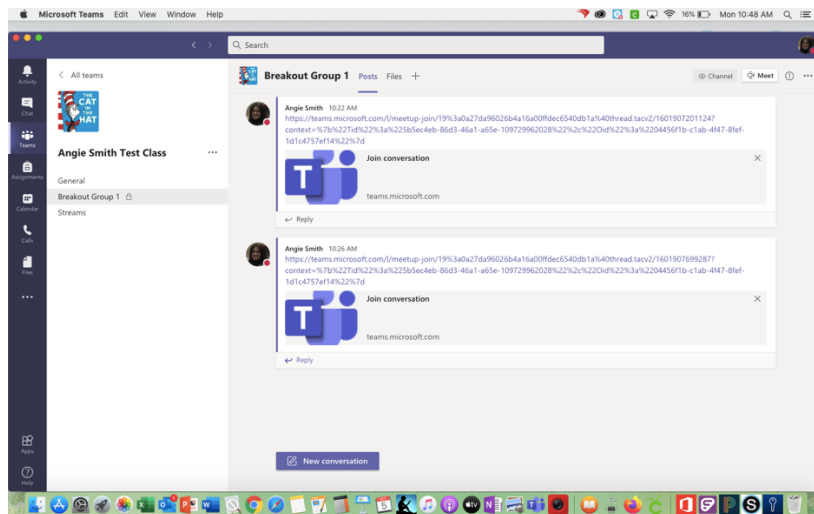 Microsoft Teams Edit View Window Help
16% Mon 10:48 AM
Search
Activity
Chat
Teams
Assignments
Calendar
Calls
Files
Apps
Help
All teams
THE
CAT
IN
THE
HAT
Angie Smith Test Class
General
Breakout Group 1
Streams
Breakout Group 1 Posts Files
Channel Meet
Angie Smith 10:22 AM
https://teams.microsoft.com/l/meetup-join/19%3a0a27da96026b4a16a00ffdec6540db1a%40thread.tacv2/1601907201124?
context=%7b%22Tid%22%3a%225b5ec4eb-86d3-46a1-a65e-109729962028%22%2c%22Oid%22%3a%2204456f1b-c1ab-4f47-8fef-
1d1c4757ef14%22%7d
Join conversation
teams.microsoft.com
Reply
Angie Smith 10:26 AM
https://teams.microsoft.com/l/meetup-join/19%3a0a27da96026b4a16a00ffdec6540db1a%40thread.tacv2/1601907699287?
context=%7b%22Tid%22%3a%225b5ec4eb-86d3-46a1-a65e-109729962028%22%2c%22Oid%22%3a%2204456f1b-c1ab-4f47-8fef-
1d1c4757ef14%22%7d
Join conversation
teams.microsoft.com
Reply
New conversation